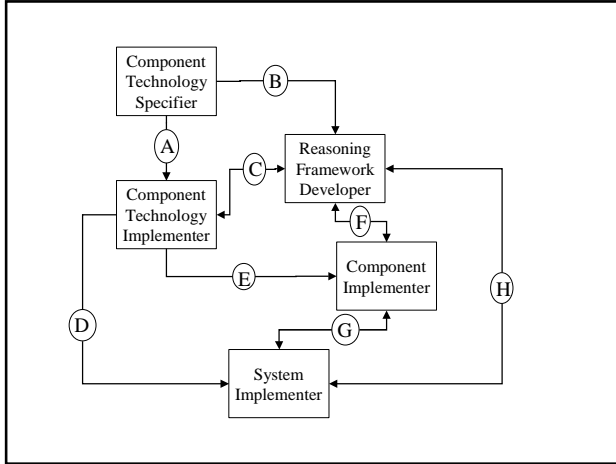 Component
Technology
Specifier
B
A
Reasoning
Framework
Developer
C
Component
Technology
Implementer
F
E
Component
Implementer
H
D
G
System
Implementer